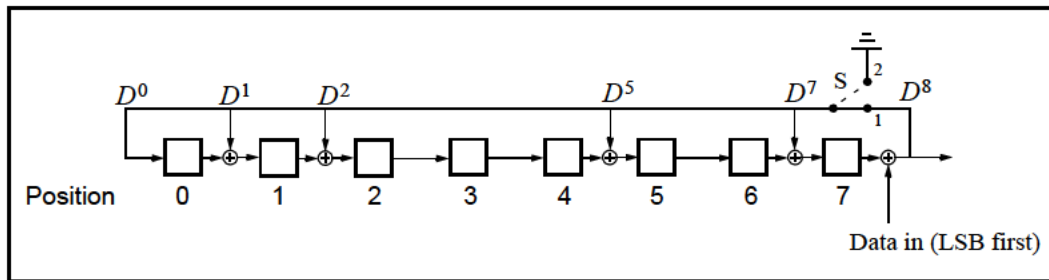 S 2
D⁰ D¹ D² D⁵ D⁷ D⁸
1
Position 0 1 2 3 4 5 6 7
Data in (LSB first)